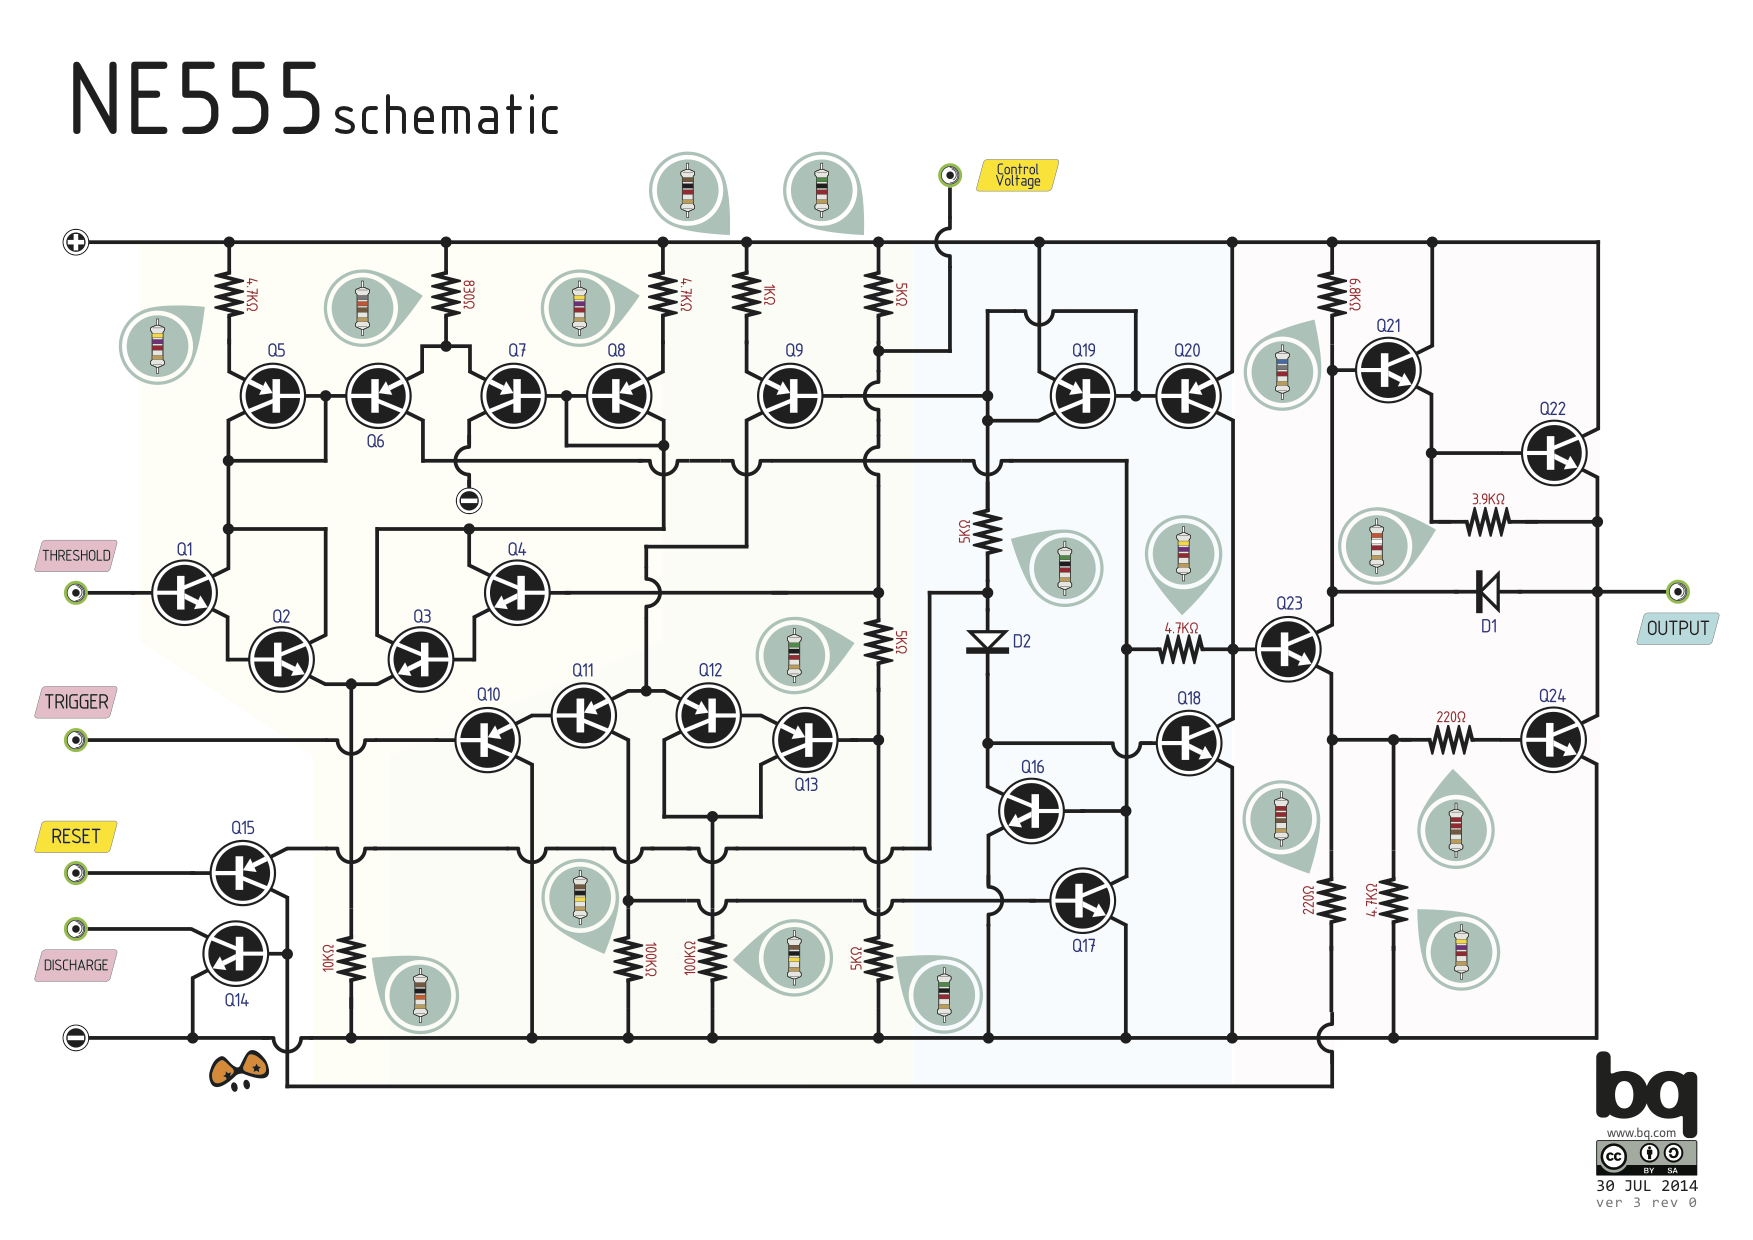 NE555 schematic
Control
Voltage
4.7KΩ
830Ω
4.7KΩ
1KΩ
5KΩ
6.8KΩ
Q5
Q6
Q7
Q8
Q9
Q19
Q20
Q21
Q22
3.9KΩ
5KΩ
THRESHOLD
Q1
Q2
Q3
Q4
5KΩ
D2
4.7KΩ
Q23
D1
OUTPUT
TRIGGER
Q10
Q11
Q12
Q13
Q18
220Ω
Q24
Q16
RESET
Q15
Q17
220Ω
4.7KΩ
DISCHARGE
Q14
10KΩ
100KΩ
100KΩ
5KΩ
bq
www.bq.com
cc
BY SA
30 JUL 2014
ver 3 rev 0